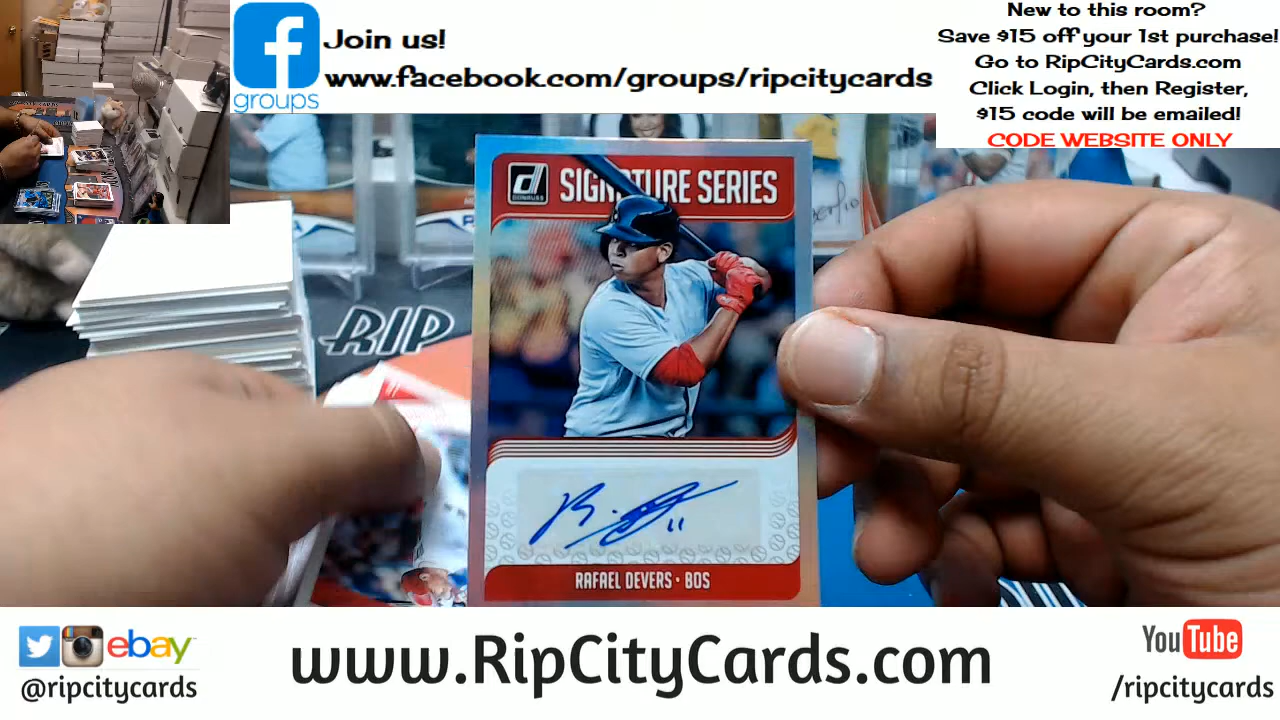 groups
Join us!
www.facebook.com/groups/ripcitycards
New to this room?
Save $15 off your 1st purchase!
Go to RipCityCards.com
Click Login, then Register,
$15 code will be emailed!
CODE WEBSITE ONLY
d
DONRUSS
SIGNATURE SERIES
RIP
11
RAFAEL DEVERS • BOS
ebay
@ripcitycards
www.RipCityCards.com
YouTube
/ripcitycards